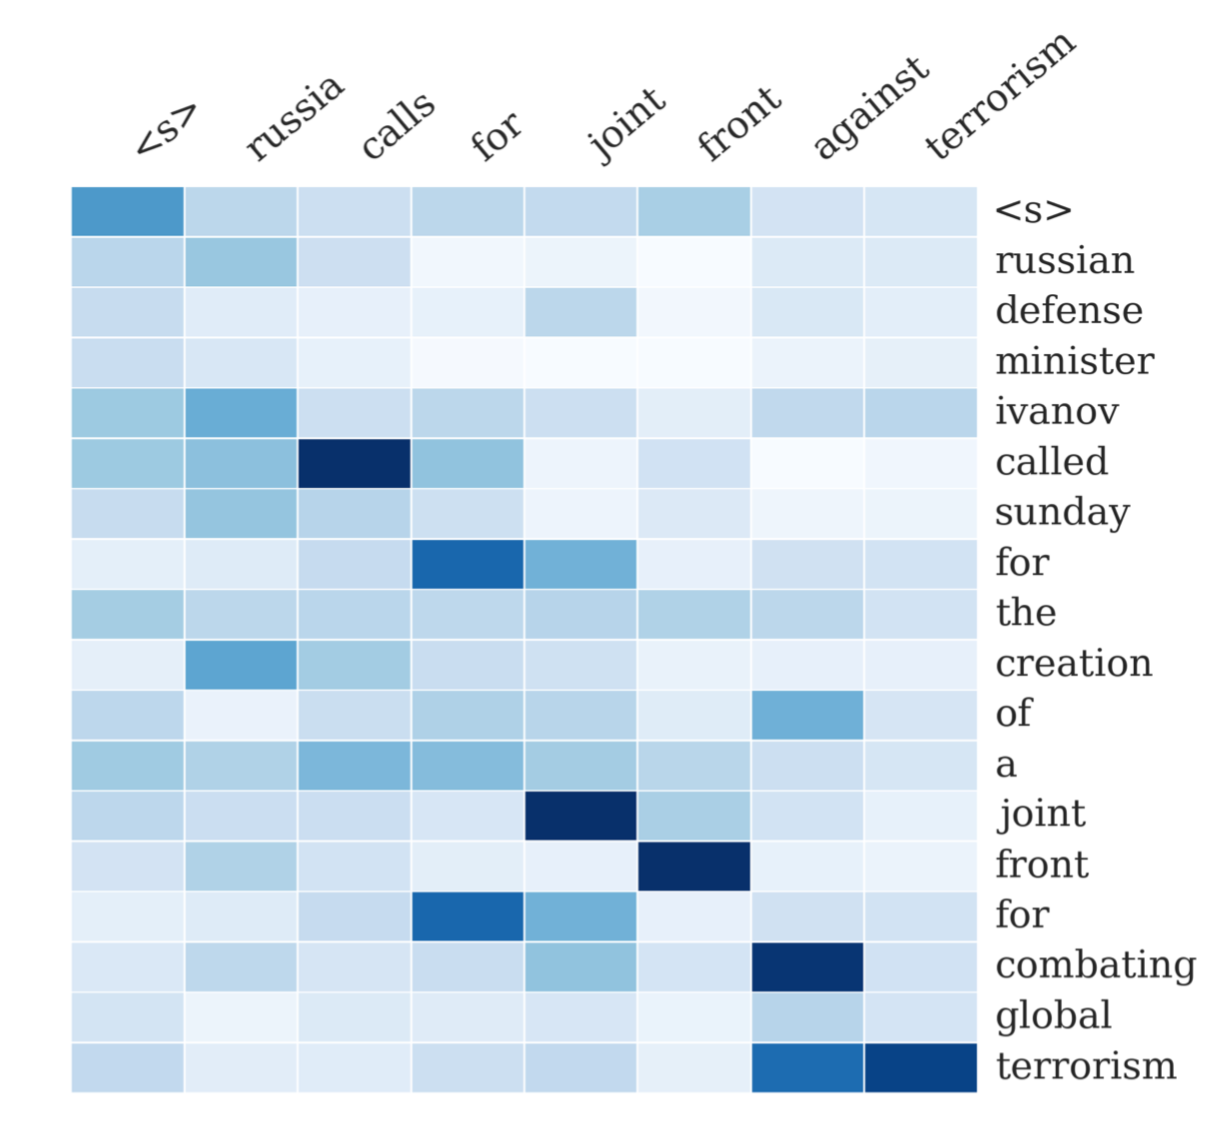 <s> russia calls for joint front against terrorism
<s>
russian
defense
minister
ivanov
called
sunday
for
the
creation
of
a
joint
front
for
combating
global
terrorism